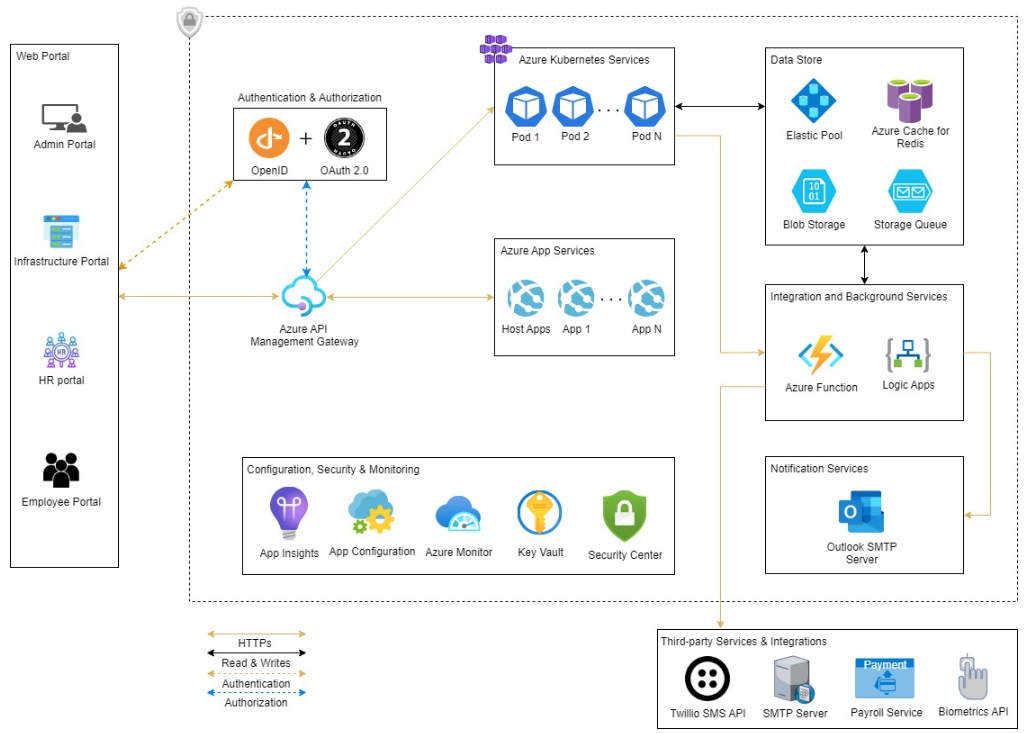 Web Portal
Admin Portal
Infrastructure Portal
HR
HR portal
Employee Portal
Authentication & Authorization
+
OpenID
OAUTH
2
OAUTH
OAuth 2.0
Azure API
Management Gateway
Azure Kubernetes Services
. . .
Pod 1
Pod 2
Pod N
Azure App Services
. . .
Host Apps
App 1
App N
Data Store
Elastic Pool
Azure Cache for
Redis
10
01
Blob Storage
Storage Queue
Integration and Background Services
Azure Function
Logic Apps
Configuration, Security & Monitoring
App Insights
App Configuration
Azure Monitor
Key Vault
Security Center
Notification Services
O
Outlook SMTP
Server
HTTPs
Read & Writes
Authentication
Authorization
Third-party Services & Integrations
Payment
Twillio SMS API
SMTP Server
Payroll Service
Biometrics API